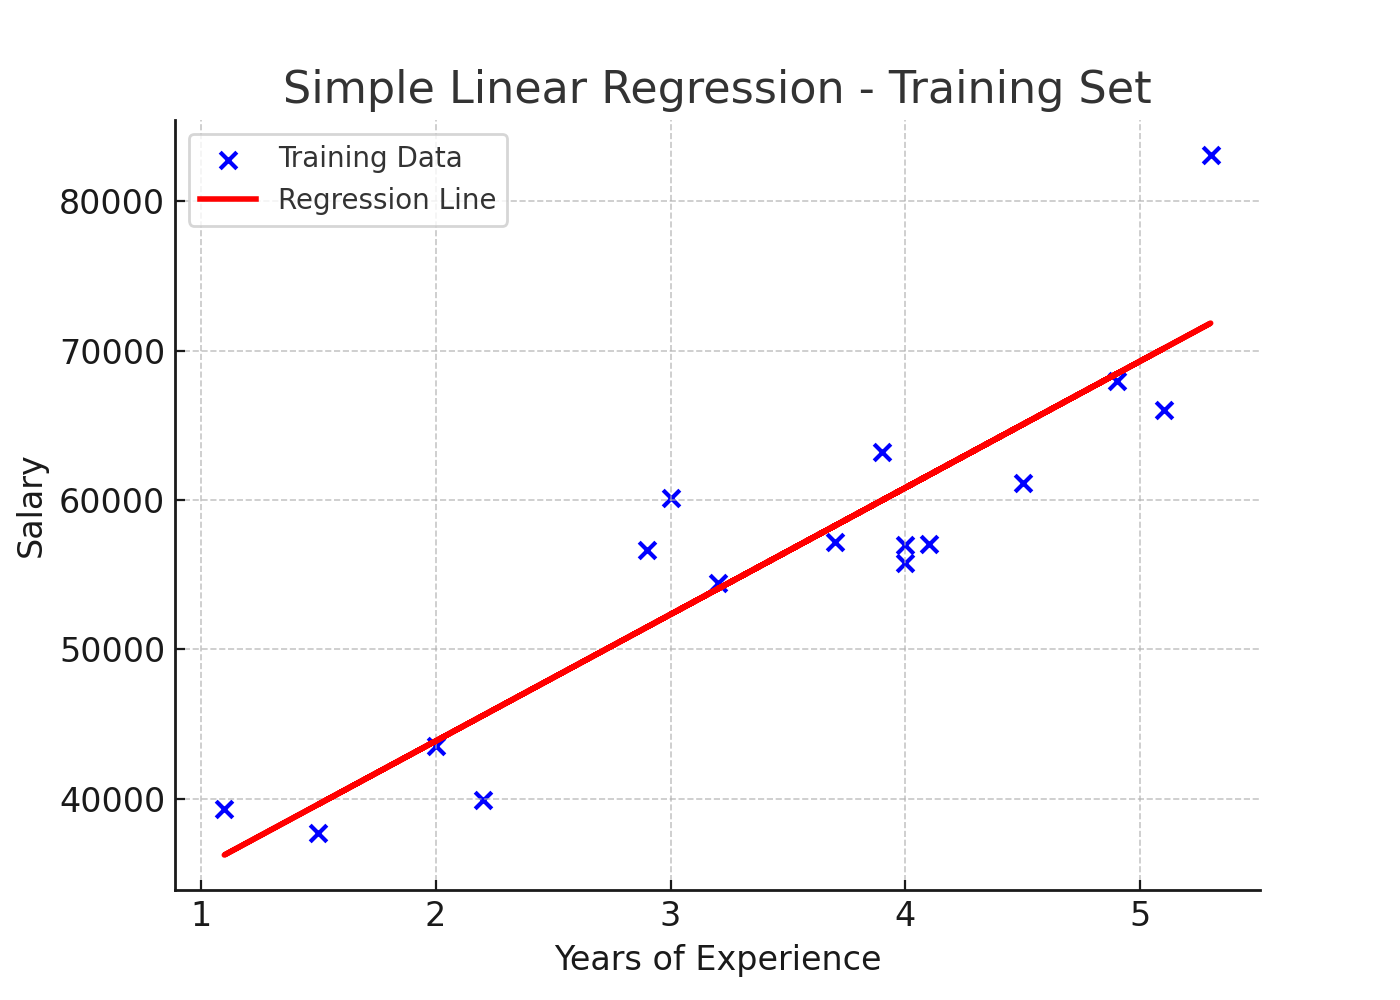 Simple Linear Regression - Training Set
Training Data
Regression Line
80000
70000
60000
50000
40000
Salary
1 2 3 4 5
Years of Experience